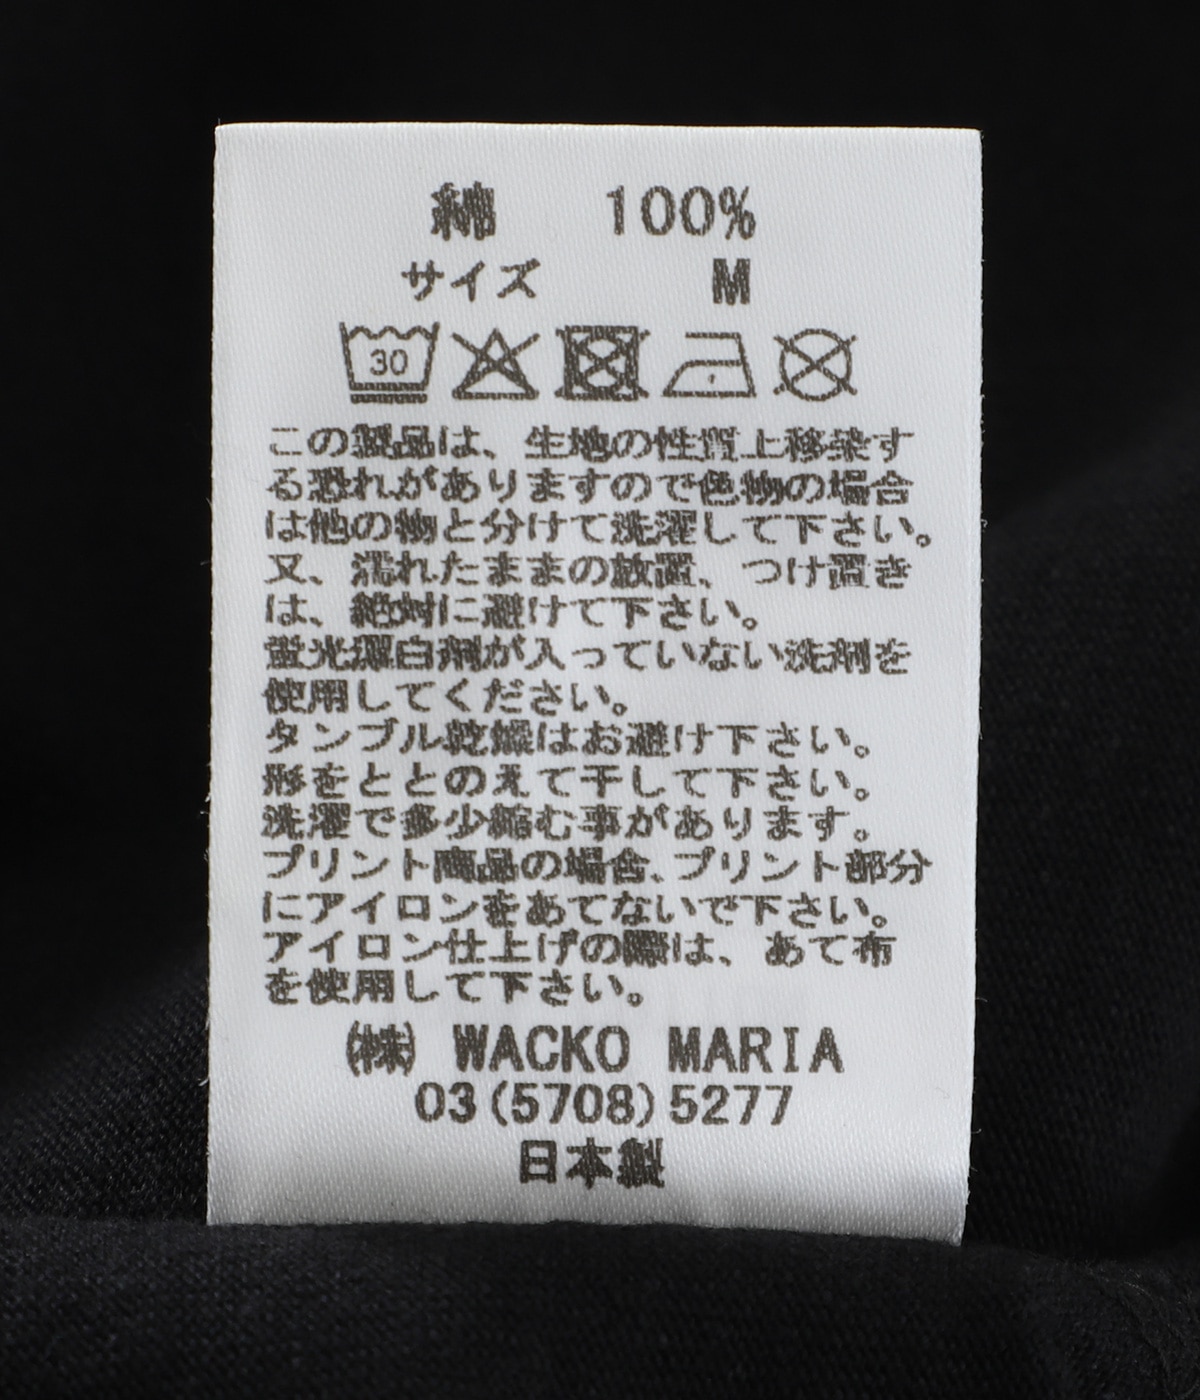 綿 100%
サイズ M
30
この製品は、生地の性質上移染す
る恐れがありますので色物の場合
は他の物と分けて洗濯して下さい。
又、濡れたままの放置、つけ置き
は、絶対に避けて下さい。
蛍光漂白剤が入っていない洗剤を
使用してください。
タンブル乾燥はお避け下さい。
形をととのえて干して下さい。
洗濯で多少縮む事があります。
プリント商品の場合、プリント部分
にアイロンをあてないで下さい。
アイロン仕上げの際は、あて布
を使用して下さい。
㈱ WACKO MARIA
03(5708)5277
日本製